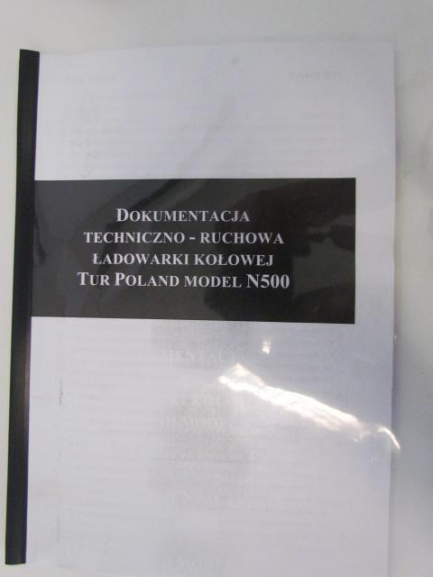 DOKUMENTACJA
TECHNICZNO - RUCHOWA
ŁADOWARKI KOŁOWEJ
TUR POLAND MODEL N500